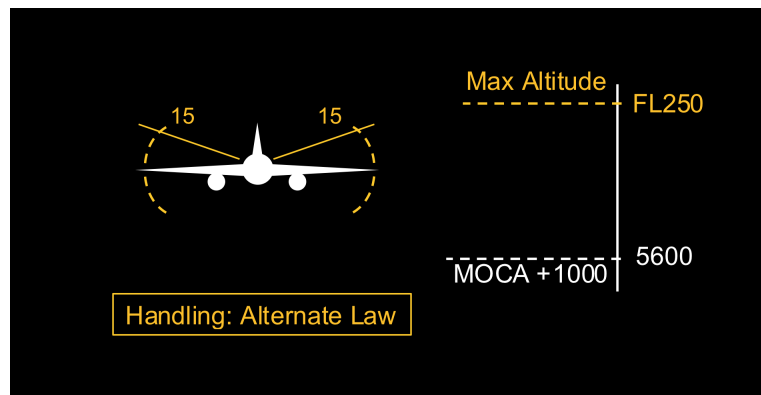 15 15
Handling: Alternate Law
Max Altitude
FL250
5600
MOCA +1000